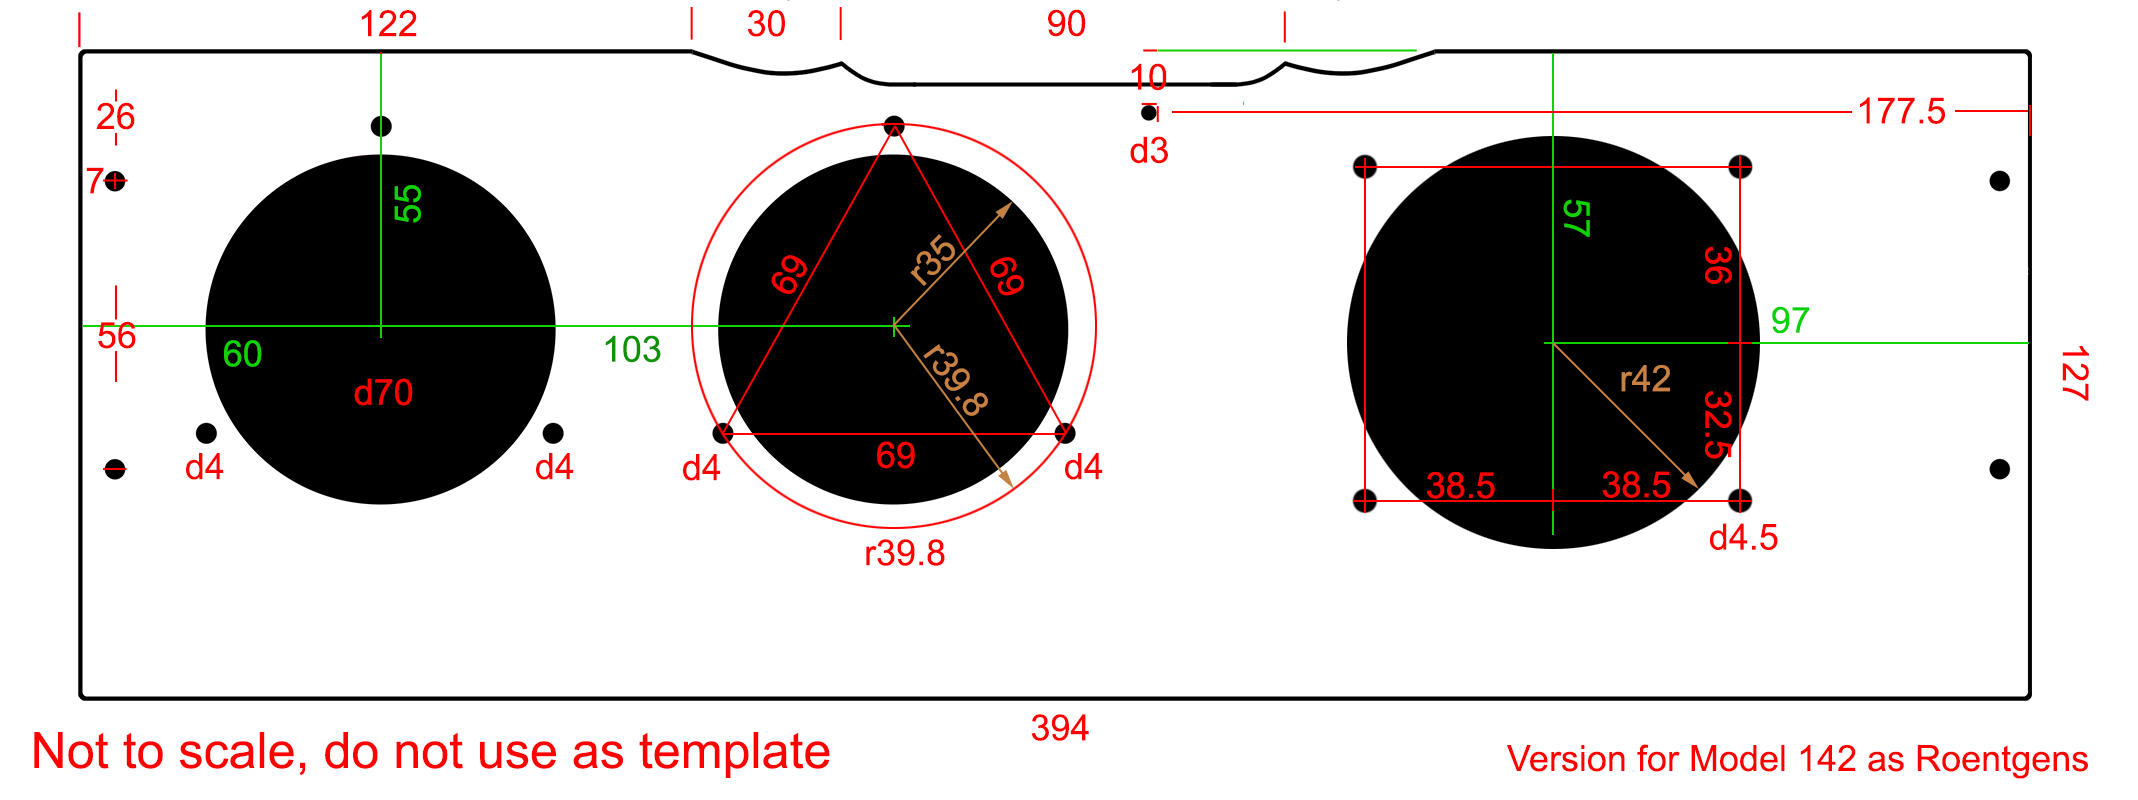 122
30
90
10
26
177.5
d3
7
55
57
69
r35
69
36
56
60
103
97
127
d70
r39.8
r42
32.5
d4
d4
d4
69
d4
38.5
38.5
d4.5
r39.8
394
Not to scale, do not use as template
Version for Model 142 as Roentgens